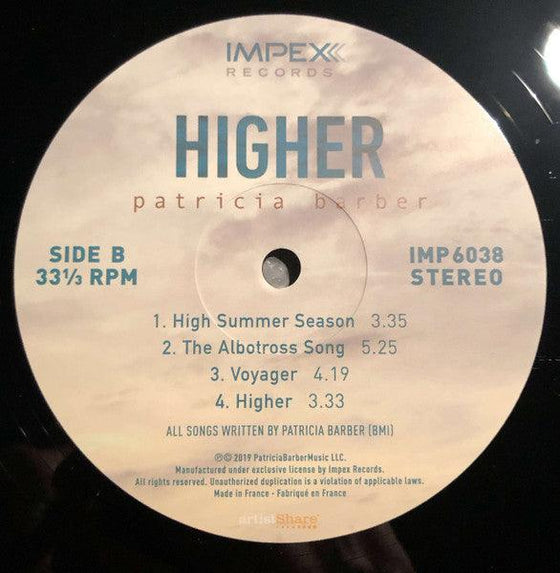 IMPEX
RECORDS
HIGHER
patricia barber
SIDE B
33⅓ RPM
IMP6038
STEREO
1. High Summer Season 3.35
2. The Albotross Song 5.25
3. Voyager 4.19
4. Higher 3.33
ALL SONGS WRITTEN BY PATRICIA BARBER (BMI)
℗© 2019 PatriciaBarberMusic LLC.
Manufactured under exclusive license by Impex Records.
All rights reserved. Unauthorized duplication is a violation of applicable laws.
Made in France - Fabriqué en France
artistShare